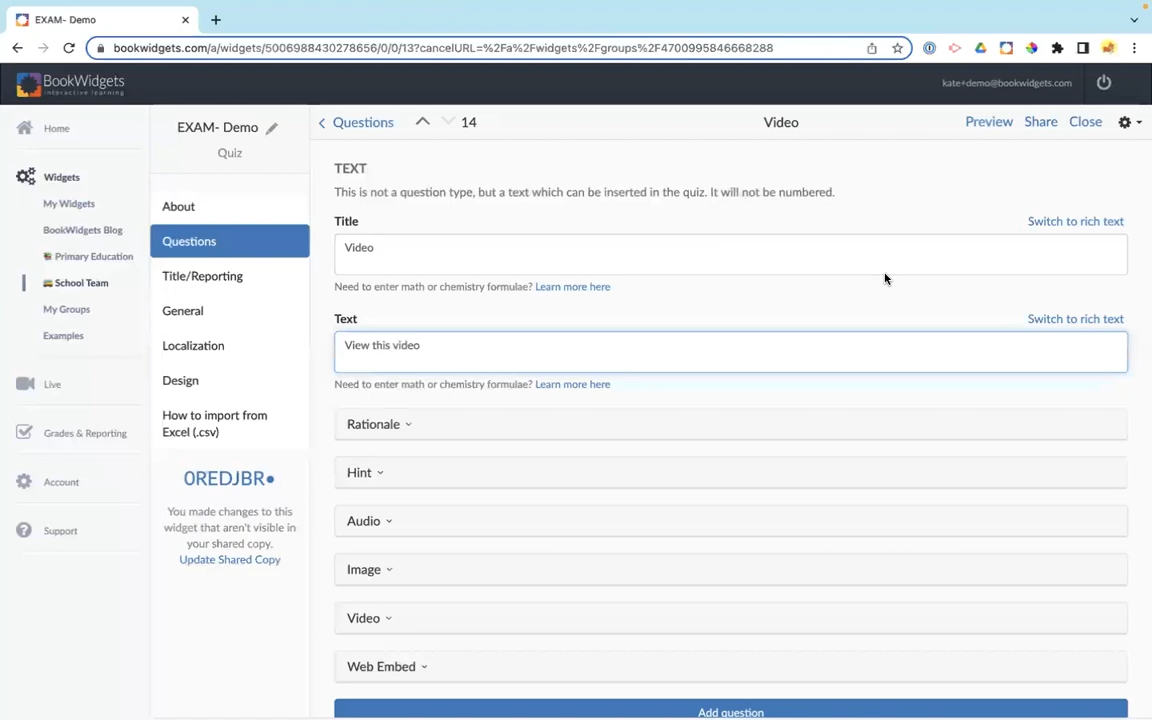 EXAM- Demo
bookwidgets.com/a/widgets/5006988430278656/0/0/13?cancelURL=%2Fa%2Fwidgets%2Fgroups%2F4700995846668288
BookWidgets
interactive learning
kate+demo@bookwidgets.com
Home
Widgets
My Widgets
BookWidgets Blog
Primary Education
School Team
My Groups
Examples
Live
Grades & Reporting
Account
Support
EXAM- Demo
Quiz
About
Questions
Title/Reporting
General
Localization
Design
How to import from
Excel (.csv)
0REDJBR
You made changes to this
widget that aren't visible in
your shared copy.
Update Shared Copy
Questions
14
Video
Preview
Share
Close
TEXT
This is not a question type, but a text which can be inserted in the quiz. It will not be numbered.
Title
Switch to rich text
Video
Need to enter math or chemistry formulae? Learn more here
Text
Switch to rich text
View this video
Need to enter math or chemistry formulae? Learn more here
Rationale
Hint
Audio
Image
Video
Web Embed
Add question